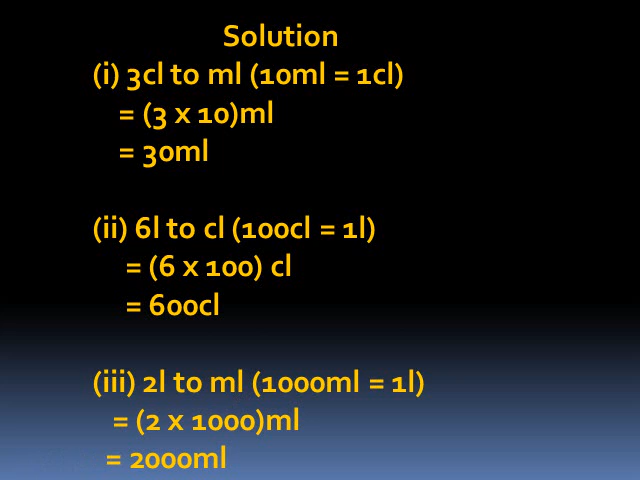 Solution
(i) 3cl to ml (10ml = 1cl)
= (3 x 10)ml
= 30ml
(ii) 6l to cl (100cl = 1l)
= (6 x 100) cl
= 600cl
(iii) 2l to ml (1000ml = 1l)
= (2 x 1000)ml
= 2000ml